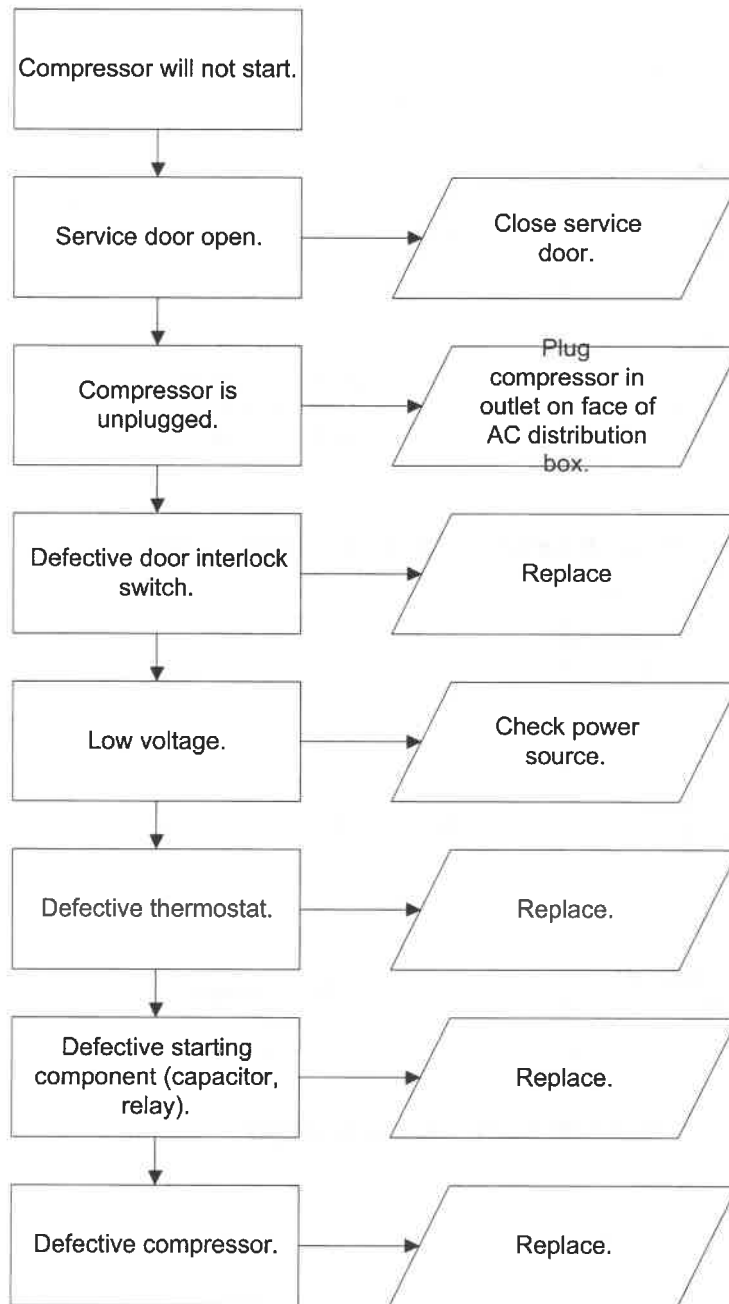 Compressor will not start.
Service door open.
Close service
door.
Compressor is
unplugged.
Plug
compressor in
outlet on face of
AC distribution
box.
Defective door interlock
switch.
Replace
Low voltage.
Check power
source.
Defective thermostat.
Replace.
Defective starting
component (capacitor,
relay).
Replace.
Defective compressor.
Replace.